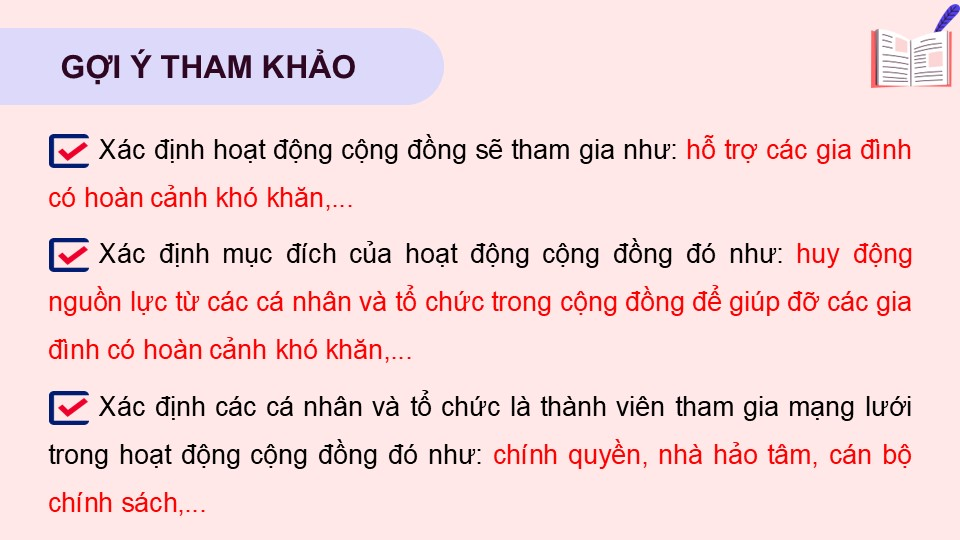 GỢI Ý THAM KHẢO
Xác định hoạt động cộng đồng sẽ tham gia như: hỗ trợ các gia đình
có hoàn cảnh khó khăn,...
Xác định mục đích của hoạt động cộng đồng đó như: huy động
nguồn lực từ các cá nhân và tổ chức trong cộng đồng để giúp đỡ các gia
đình có hoàn cảnh khó khăn,...
Xác định các cá nhân và tổ chức là thành viên tham gia mạng lưới
trong hoạt động cộng đồng đó như: chính quyền, nhà hảo tâm, cán bộ
chính sách,...